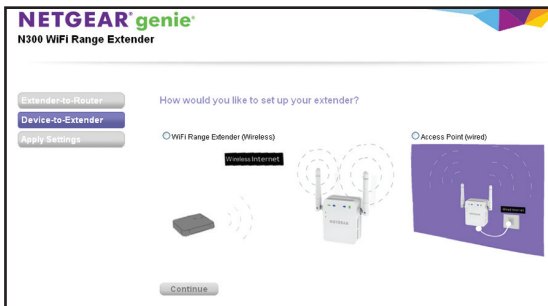 NETGEAR® genie®
N300 WiFi Range Extender
Extender-to-Router
Device-to-Extender
Apply Settings
How would you like to set up your extender?
WiFi Range Extender (Wireless)
Access Point (wired)
Wireless Internet
NETGEAR
Continue